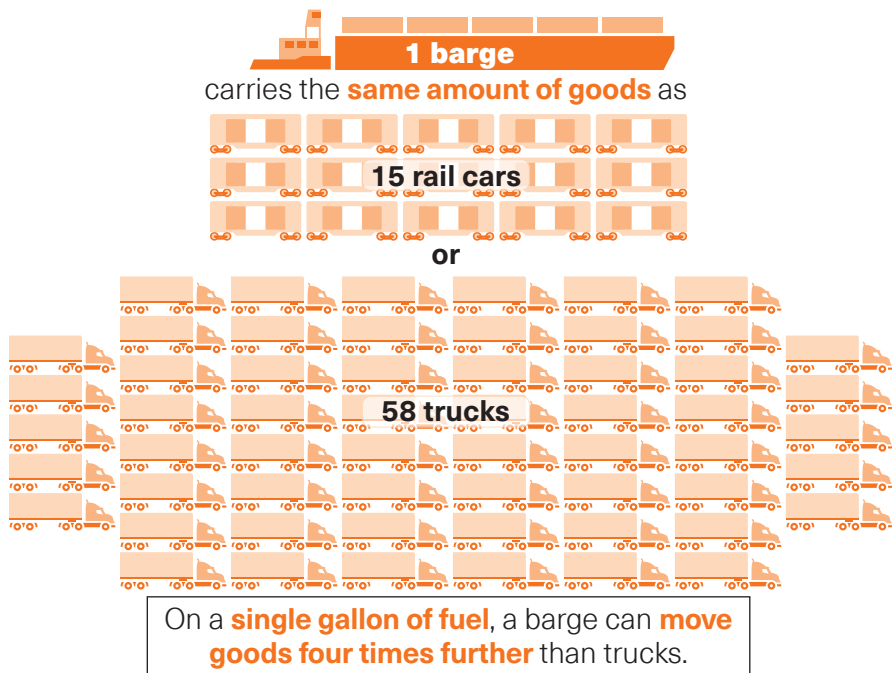 1 barge
carries the same amount of goods as
15 rail cars
or
58 trucks
On a single gallon of fuel, a barge can move
goods four times further than trucks.